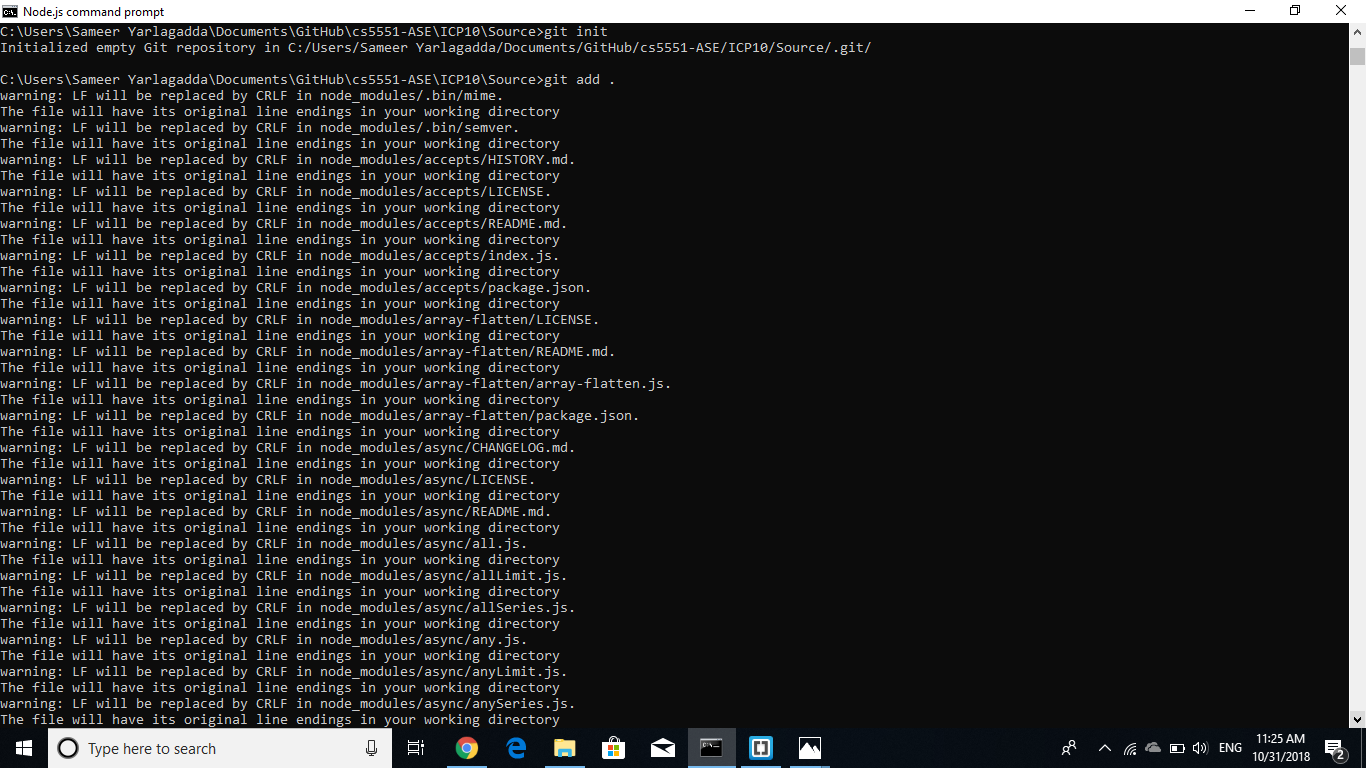 Node.js command prompt
C:\Users\Sameer Yarlagadda\Documents\GitHub\cs5551-ASE\ICP10\Source>git init
Initialized empty Git repository in C:/Users/Sameer Yarlagadda/Documents/GitHub/cs5551-ASE/ICP10/Source/.git/
C:\Users\Sameer Yarlagadda\Documents\GitHub\cs5551-ASE\ICP10\Source>git add .
warning: LF will be replaced by CRLF in node_modules/.bin/mime.
The file will have its original line endings in your working directory
warning: LF will be replaced by CRLF in node_modules/.bin/semver.
The file will have its original line endings in your working directory
warning: LF will be replaced by CRLF in node_modules/accepts/HISTORY.md.
The file will have its original line endings in your working directory
warning: LF will be replaced by CRLF in node_modules/accepts/LICENSE.
The file will have its original line endings in your working directory
warning: LF will be replaced by CRLF in node_modules/accepts/README.md.
The file will have its original line endings in your working directory
warning: LF will be replaced by CRLF in node_modules/accepts/index.js.
The file will have its original line endings in your working directory
warning: LF will be replaced by CRLF in node_modules/accepts/package.json.
The file will have its original line endings in your working directory
warning: LF will be replaced by CRLF in node_modules/array-flatten/LICENSE.
The file will have its original line endings in your working directory
warning: LF will be replaced by CRLF in node_modules/array-flatten/README.md.
The file will have its original line endings in your working directory
warning: LF will be replaced by CRLF in node_modules/array-flatten/array-flatten.js.
The file will have its original line endings in your working directory
warning: LF will be replaced by CRLF in node_modules/array-flatten/package.json.
The file will have its original line endings in your working directory
warning: LF will be replaced by CRLF in node_modules/async/CHANGELOG.md.
The file will have its original line endings in your working directory
warning: LF will be replaced by CRLF in node_modules/async/LICENSE.
The file will have its original line endings in your working directory
warning: LF will be replaced by CRLF in node_modules/async/README.md.
The file will have its original line endings in your working directory
warning: LF will be replaced by CRLF in node_modules/async/all.js.
The file will have its original line endings in your working directory
warning: LF will be replaced by CRLF in node_modules/async/allLimit.js.
The file will have its original line endings in your working directory
warning: LF will be replaced by CRLF in node_modules/async/allSeries.js.
The file will have its original line endings in your working directory
warning: LF will be replaced by CRLF in node_modules/async/any.js.
The file will have its original line endings in your working directory
warning: LF will be replaced by CRLF in node_modules/async/anyLimit.js.
The file will have its original line endings in your working directory
warning: LF will be replaced by CRLF in node_modules/async/anySeries.js.
The file will have its original line endings in your working directory
Type here to search
ENG
11:25 AM
10/31/2018
2